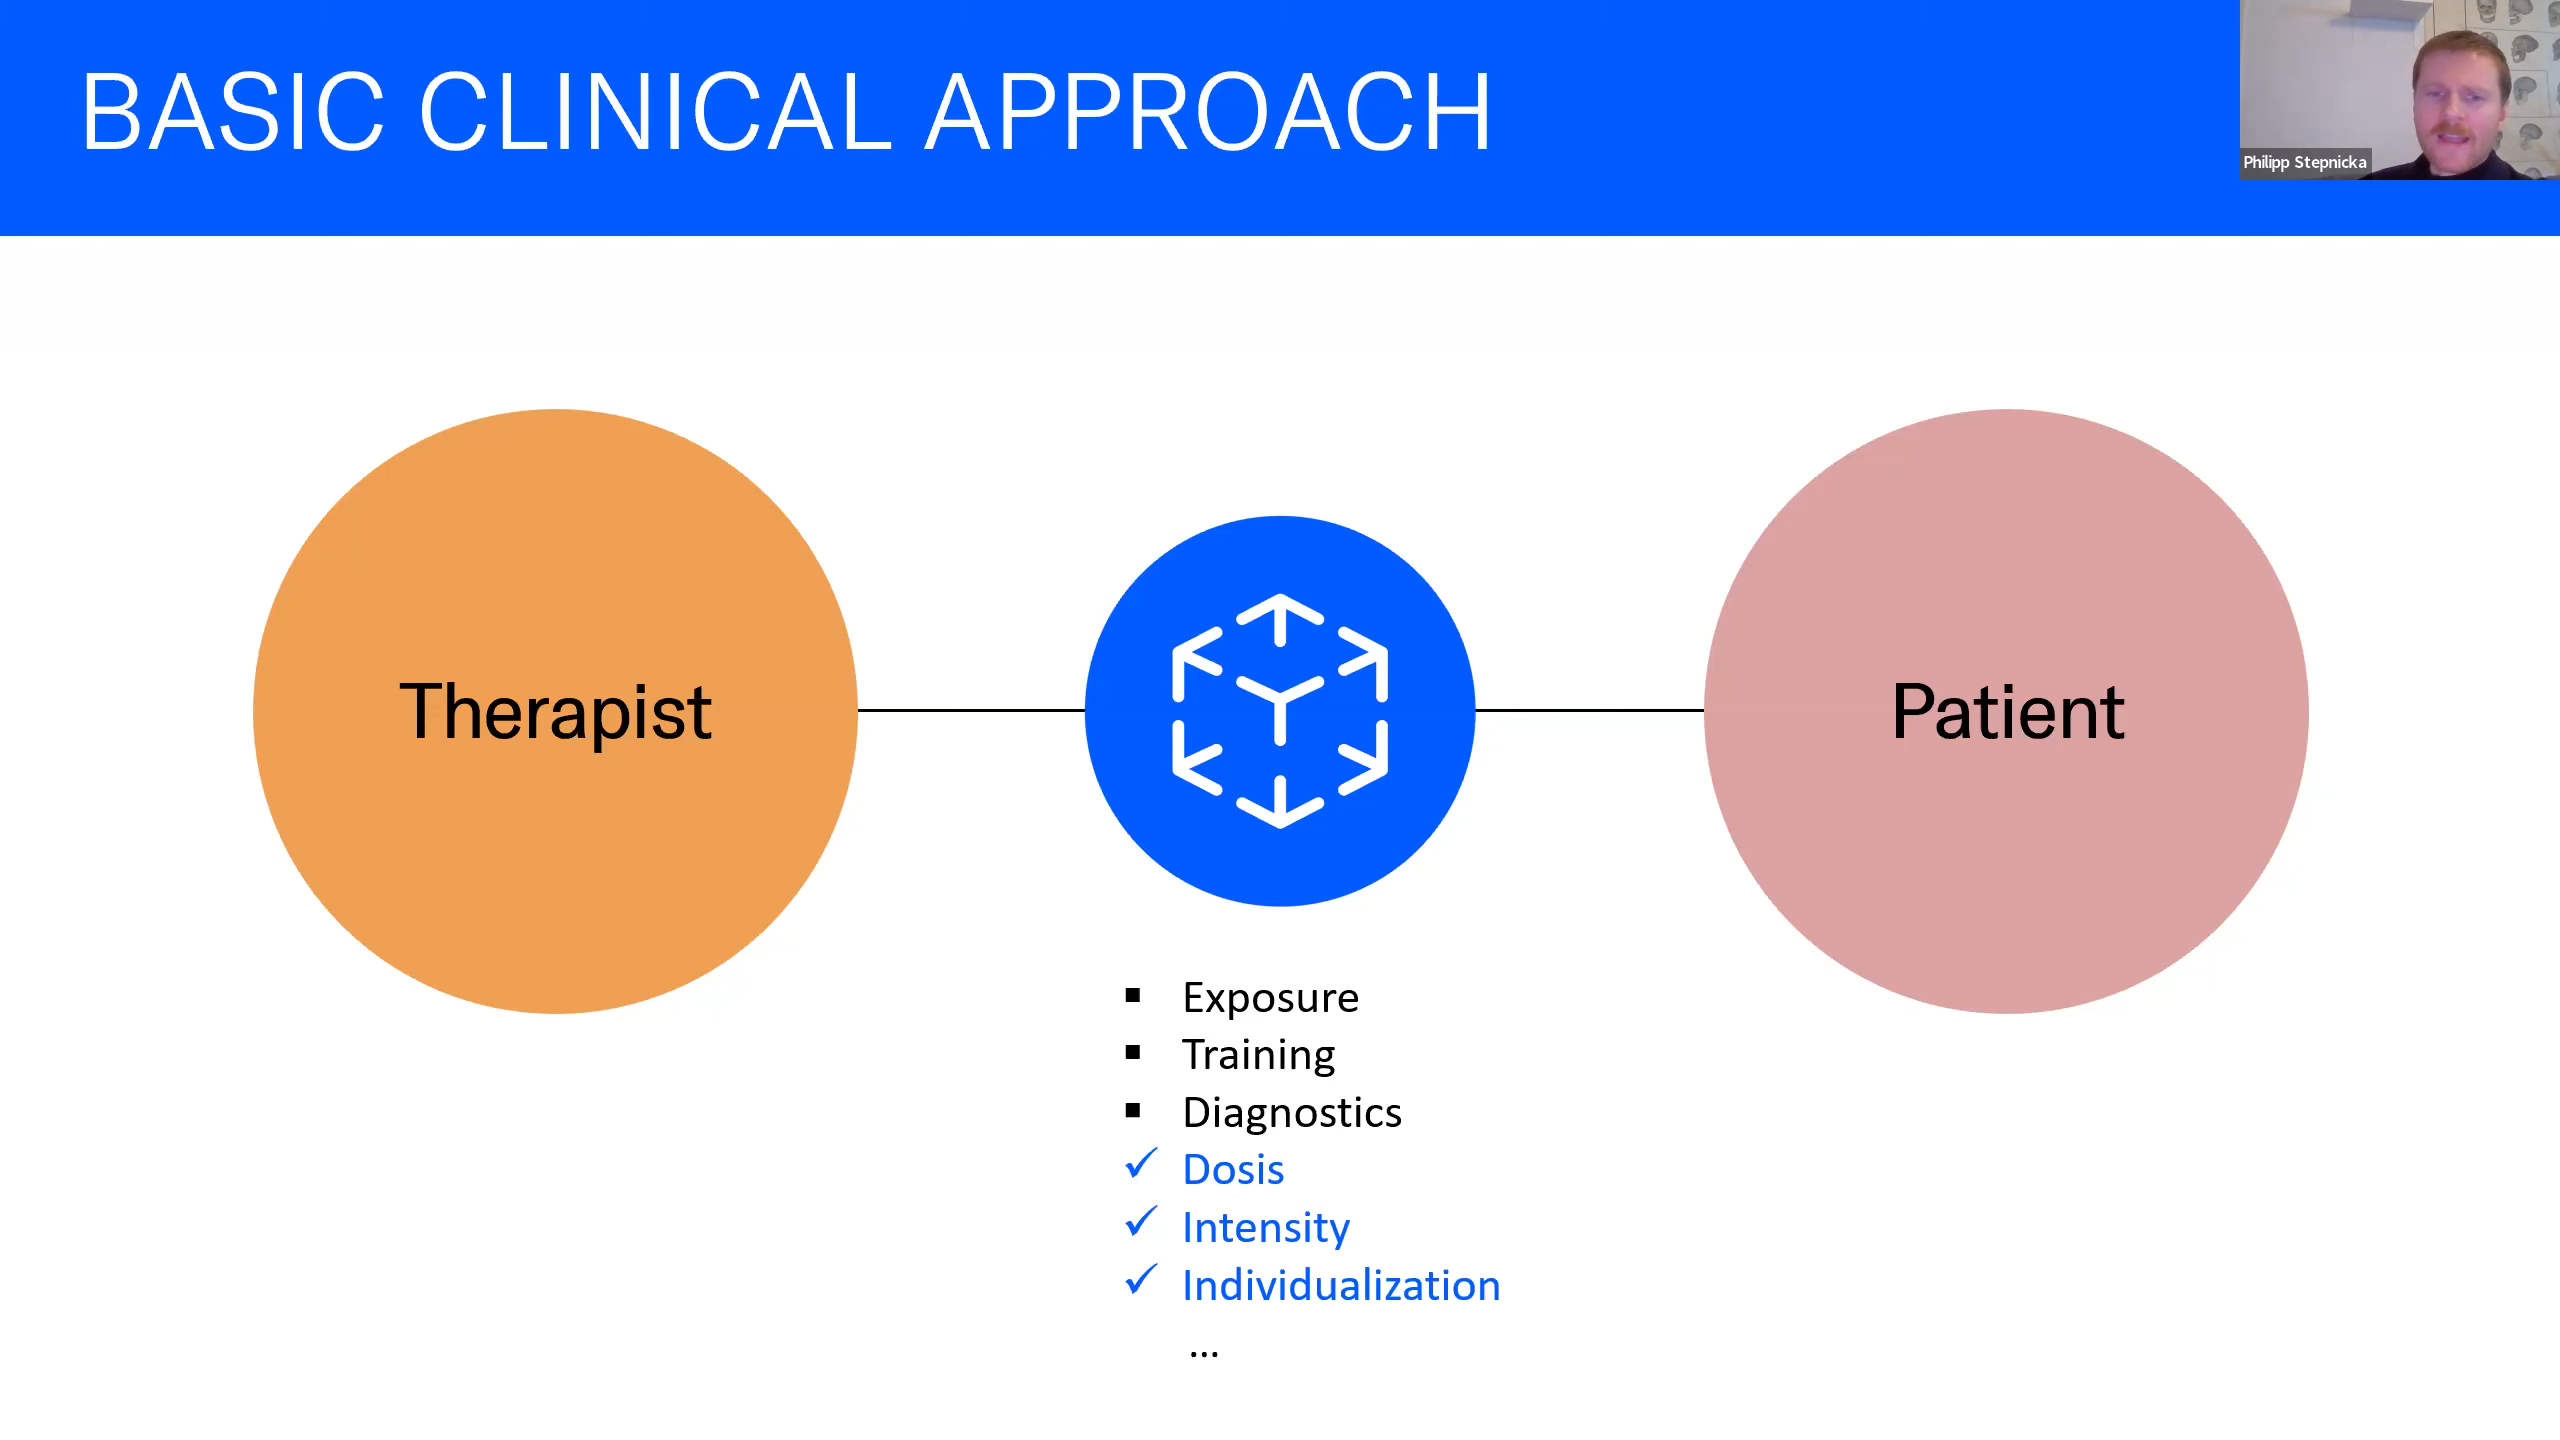 BASIC CLINICAL APPROACH
Philipp Stepnicka
Therapist
Patient
Exposure
Training
Diagnostics
Dosis
Intensity
Individualization
...